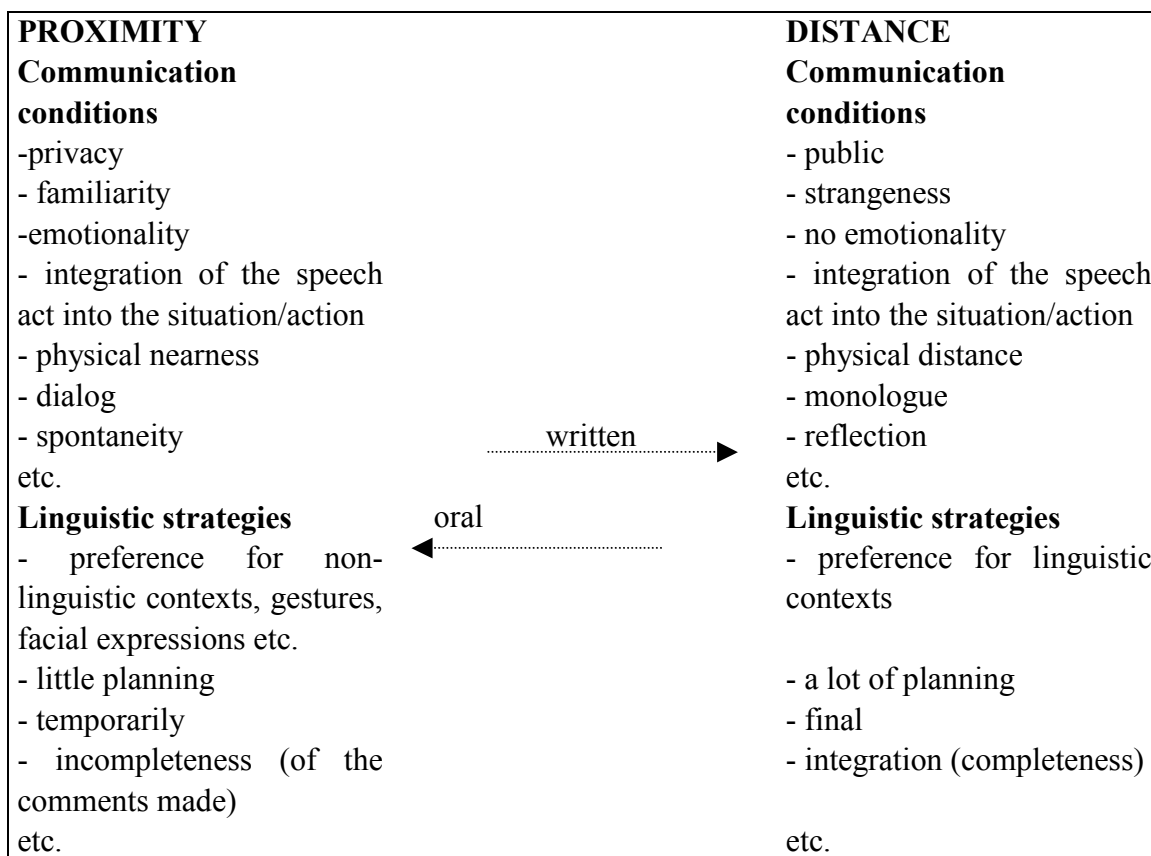 PROXIMITY
Communication
conditions
-privacy
- familiarity
-emotionality
- integration of the speech
act into the situation/action
- physical nearness
- dialog
- spontaneity
etc.
Linguistic strategies
- preference for non-
linguistic contexts, gestures,
facial expressions etc.
- little planning
- temporarily
- incompleteness (of the
comments made)
etc.
written
oral
DISTANCE
Communication
conditions
- public
- strangeness
- no emotionality
- integration of the speech
act into the situation/action
- physical distance
- monologue
- reflection
etc.
Linguistic strategies
- preference for linguistic
contexts
- a lot of planning
- final
- integration (completeness)
etc.